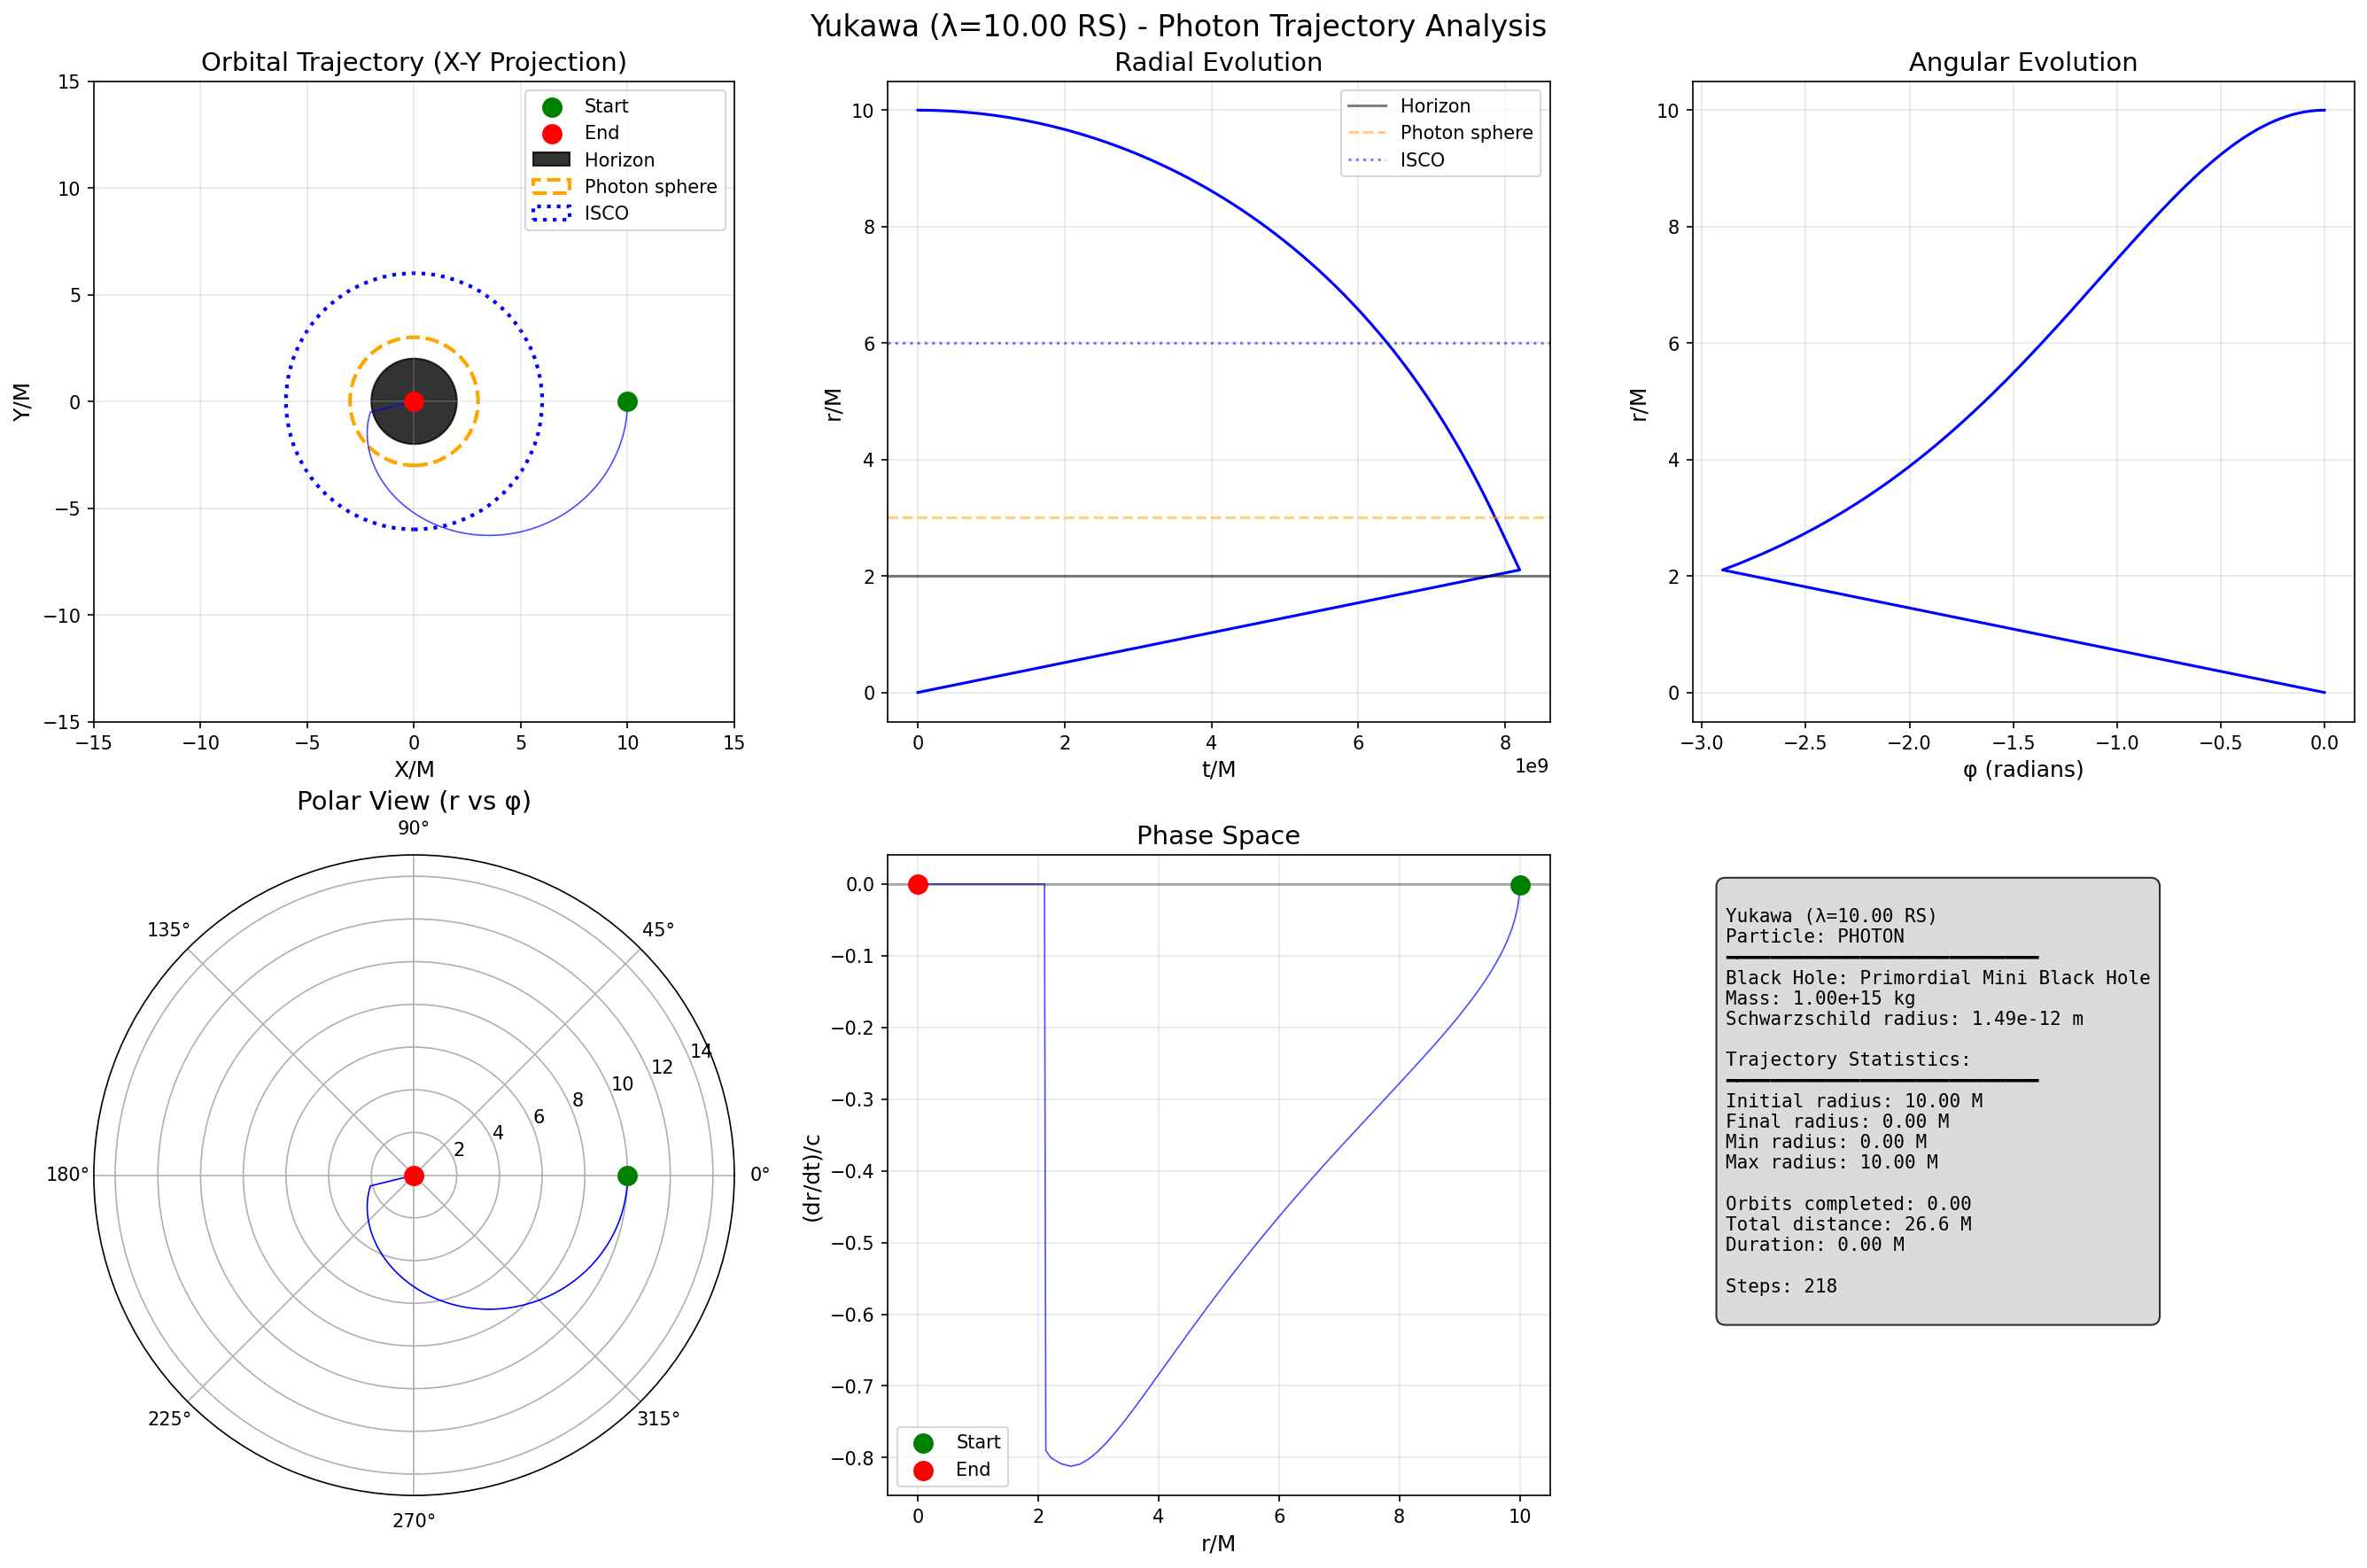 Yukawa (λ=10.00 RS) - Photon Trajectory Analysis
Orbital Trajectory (X-Y Projection)
15
10
5
0
−5
−10
−15
−15
−10
−5
0
5
10
15
Y/M
X/M
Start
End
Horizon
Photon sphere
ISCO
Radial Evolution
10
8
6
4
2
0
0
2
4
6
8
1e9
r/M
t/M
Horizon
Photon sphere
ISCO
Angular Evolution
10
8
6
4
2
0
−3.0
−2.5
−2.0
−1.5
−1.0
−0.5
0.0
r/M
φ (radians)
Polar View (r vs φ)
90°
135°
45°
180°
0°
225°
315°
270°
2
4
6
8
10
12
14
Phase Space
0.0
−0.1
−0.2
−0.3
−0.4
−0.5
−0.6
−0.7
−0.8
0
2
4
6
8
10
(dr/dt)/c
r/M
Start
End
Yukawa (λ=10.00 RS)
Particle: PHOTON
Black Hole: Primordial Mini Black Hole
Mass: 1.00e+15 kg
Schwarzschild radius: 1.49e-12 m
Trajectory Statistics:
Initial radius: 10.00 M
Final radius: 0.00 M
Min radius: 0.00 M
Max radius: 10.00 M
Orbits completed: 0.00
Total distance: 26.6 M
Duration: 0.00 M
Steps: 218